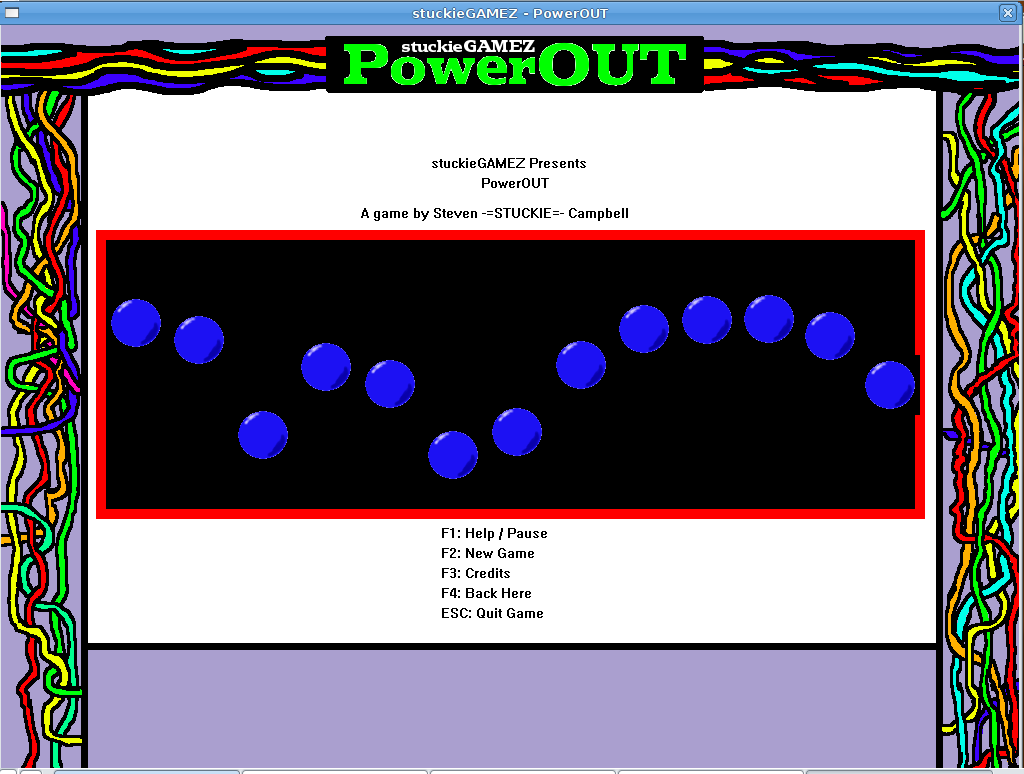 stuckieGAMEZ - PowerOUT
stuckieGAMEZ
PowerOUT
stuckieGAMEZ Presents
PowerOUT
A game by Steven -=STUCKIE=- Campbell
F1: Help / Pause
F2: New Game
F3: Credits
F4: Back Here
ESC: Quit Game